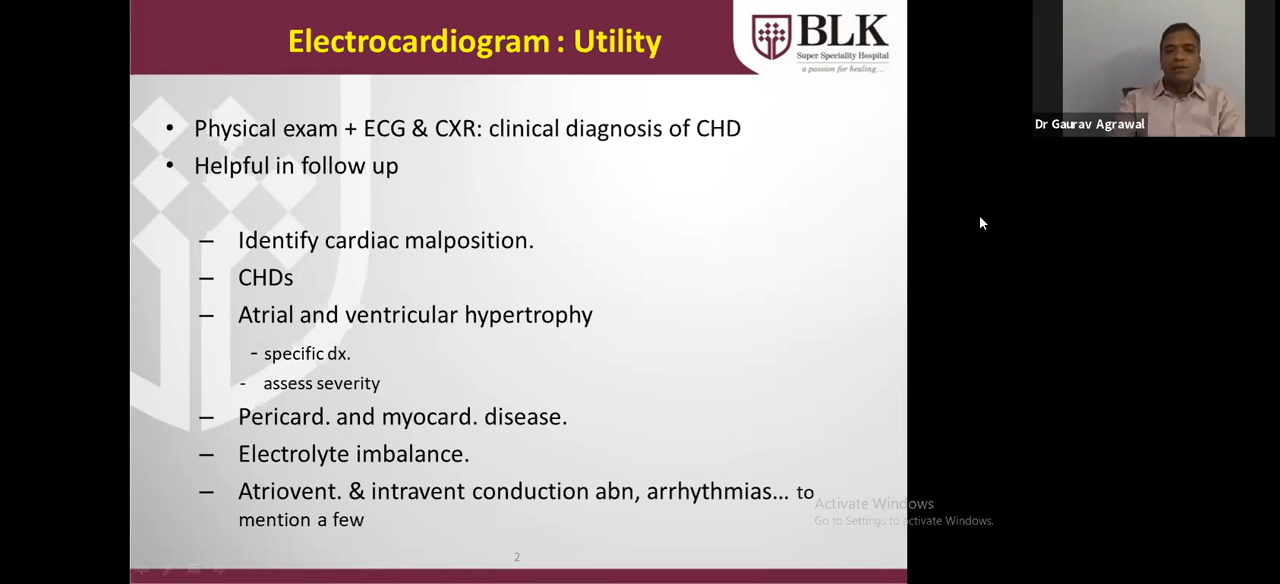 Electrocardiogram : Utility
BLK
Super Speciality Hospital
a passion for healing...
Dr Gaurav Agrawal
• Physical exam + ECG & CXR: clinical diagnosis of CHD
• Helpful in follow up
– Identify cardiac malposition.
– CHDs
– Atrial and ventricular hypertrophy
- specific dx.
- assess severity
– Pericard. and myocard. disease.
– Electrolyte imbalance.
– Atriovent. & intravent conduction abn, arrhythmias... to
mention a few
Activate Windows
Go to Settings to activate Windows.
2